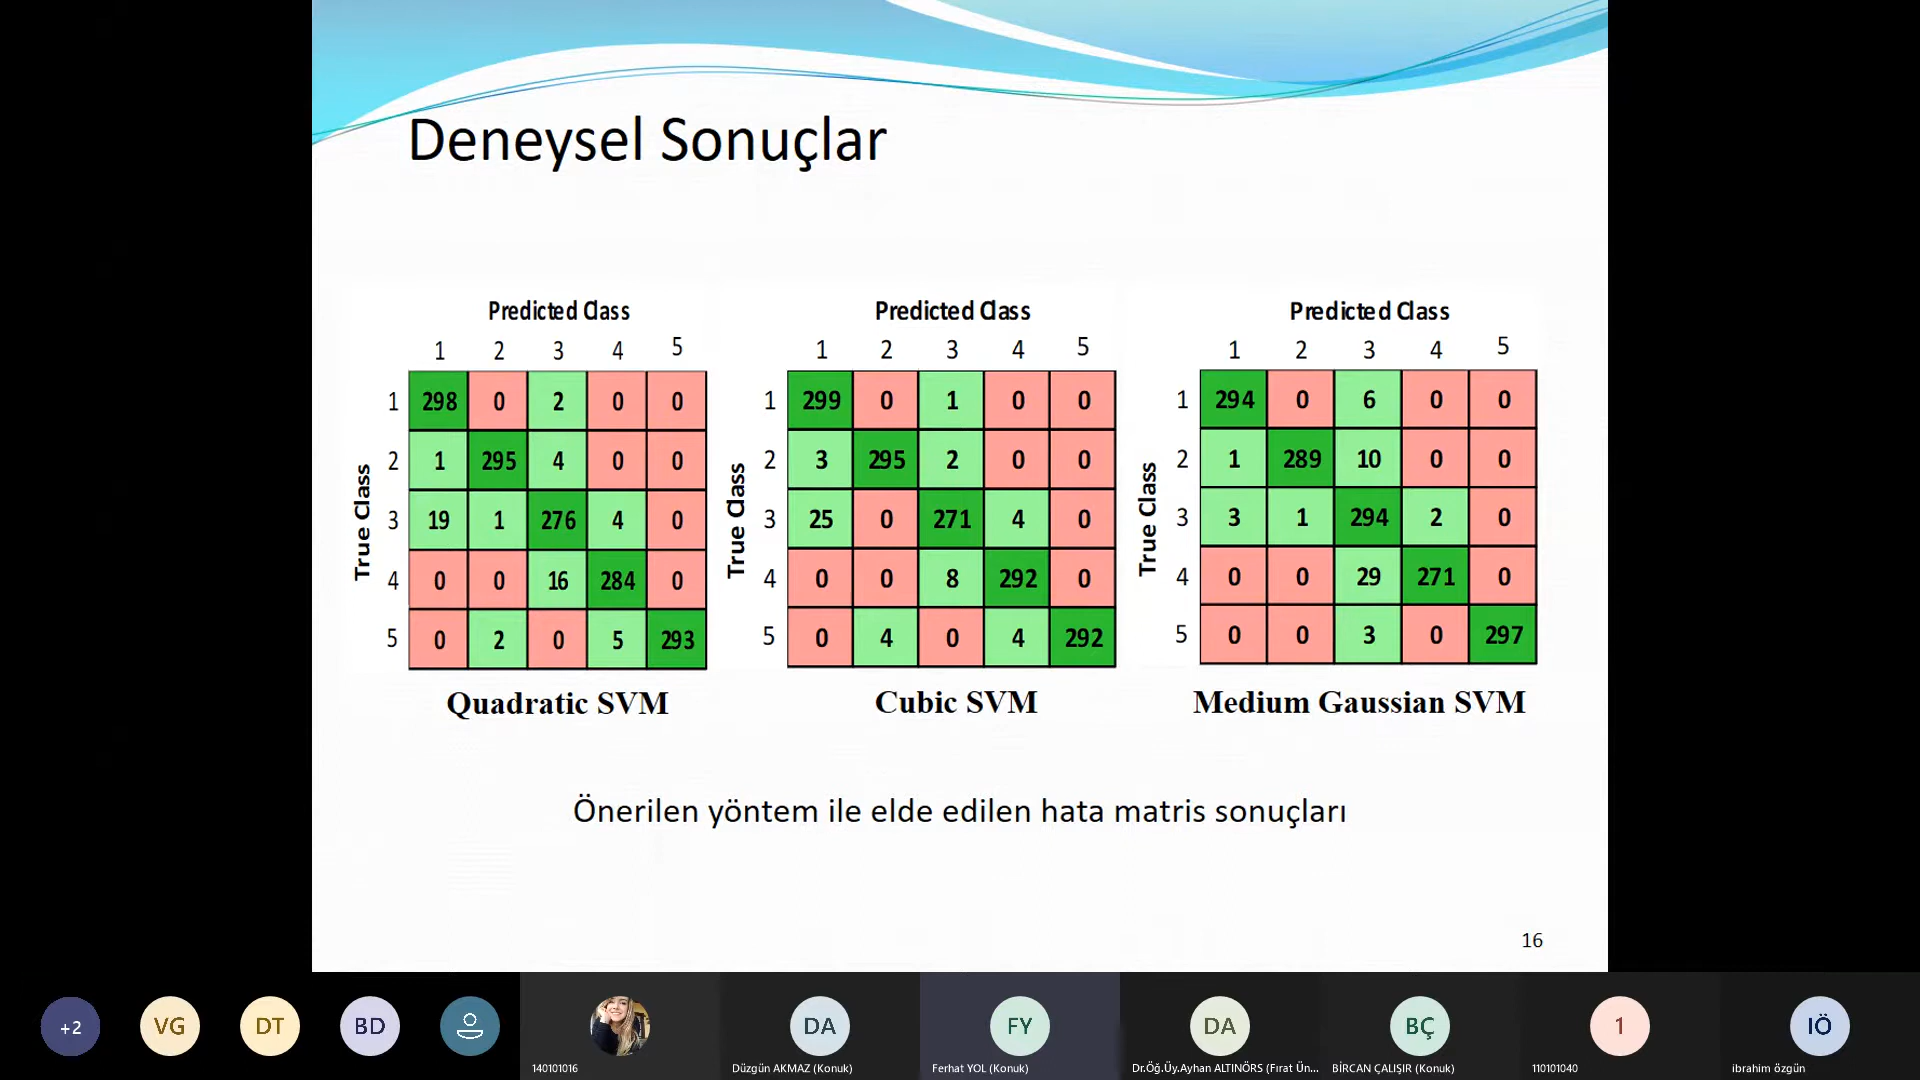 Deneysel Sonuçlar
Predicted Class
1 2 3 4 5
True Class
1 298 0 2 0 0
2 1 295 4 0 0
3 19 1 276 4 0
4 0 0 16 284 0
5 0 2 0 5 293
Quadratic SVM
Predicted Class
1 2 3 4 5
True Class
1 299 0 1 0 0
2 3 295 2 0 0
3 25 0 271 4 0
4 0 0 8 292 0
5 0 4 0 4 292
Cubic SVM
Predicted Class
1 2 3 4 5
True Class
1 294 0 6 0 0
2 1 289 10 0 0
3 3 1 294 2 0
4 0 0 29 271 0
5 0 0 3 0 297
Medium Gaussian SVM
Önerilen yöntem ile elde edilen hata matris sonuçları
16
+2
VG
DT
BD
140101016
DA
Düzgün AKMAZ (Konuk)
FY
Ferhat YOL (Konuk)
DA
Dr.Öğ.Üy.Ayhan ALTINÖRS (Fırat Ün...
BÇ
BİRCAN ÇALIŞIR (Konuk)
1
110101040
IÖ
ibrahim özgün